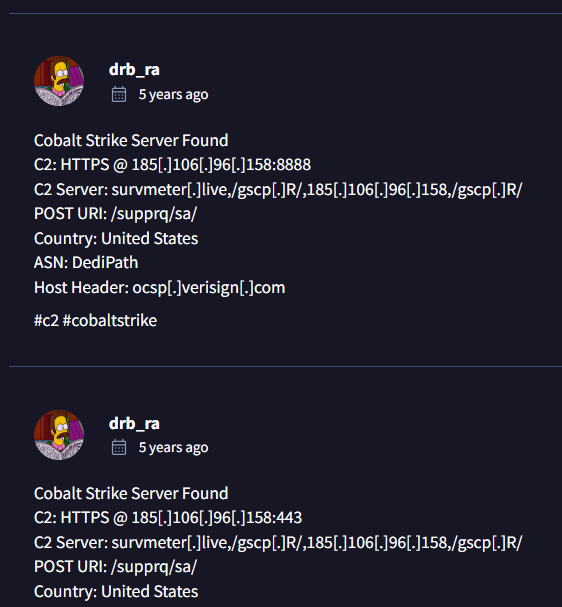 drb_ra
5 years ago
Cobalt Strike Server Found
C2: HTTPS @ 185[.]106[.]96[.]158:8888
C2 Server: survmeter[.]live,/gscp[.]R/,185[.]106[.]96[.]158,/gscp[.]R/
POST URI: /supprq/sa/
Country: United States
ASN: DediPath
Host Header: ocsp[.]verisign[.]com
#c2 #cobaltstrike
drb_ra
5 years ago
Cobalt Strike Server Found
C2: HTTPS @ 185[.]106[.]96[.]158:443
C2 Server: survmeter[.]live,/gscp[.]R/,185[.]106[.]96[.]158,/gscp[.]R/
POST URI: /supprq/sa/
Country: United States